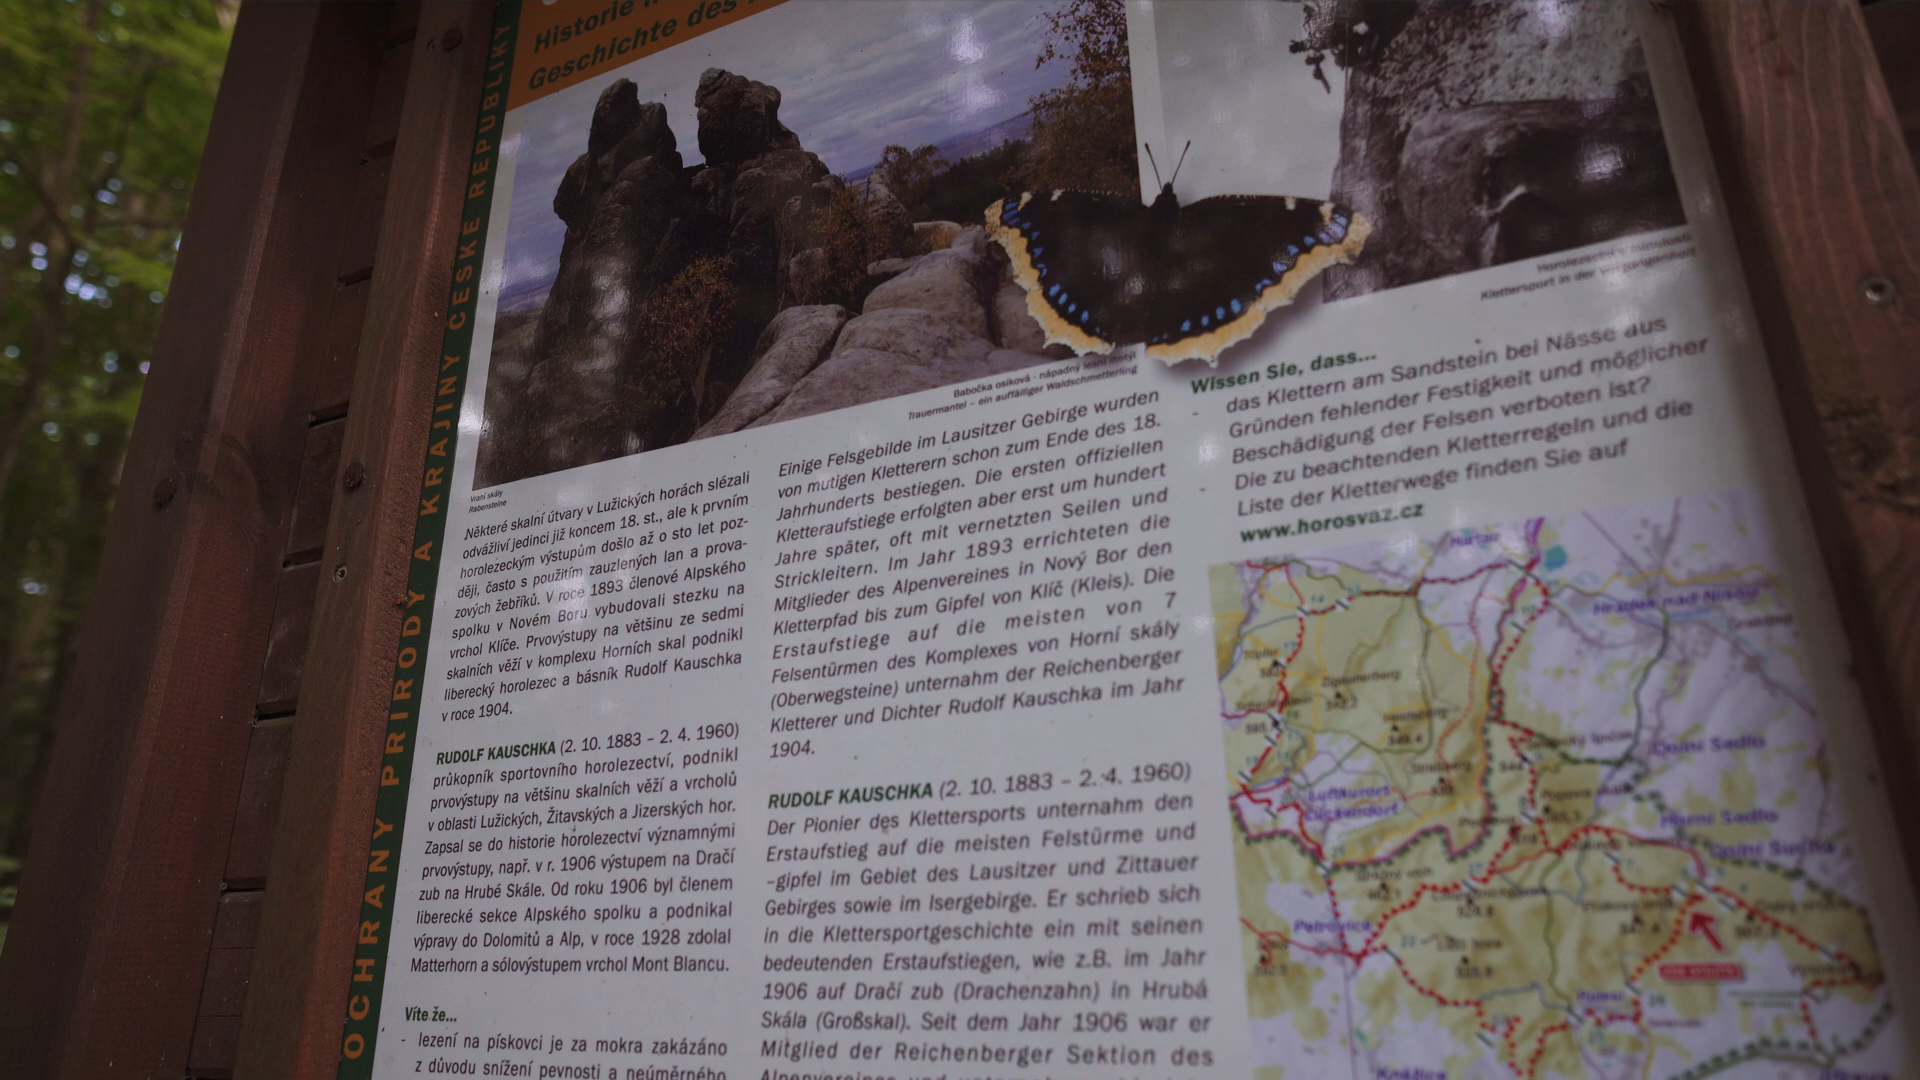 Historie
Geschichte des
OCHRANY PŘÍRODY A KRAJINY ČESKÉ REPUBLIKY
Vraní skály
Rabensteine
Babočka osiková - nápadný lesní motýl
Trauermantel – ein auffälliger Waldschmetterling
Horolezectví v minulosti
Klettersport in der Vergangenheit
Některé skalní útvary v Lužických horách slézali
odvážliví jedinci již koncem 18. st., ale k prvním
horolezeckým výstupům došlo až o sto let poz-
ději, často s použitím zauzlených lan a prova-
zových žebříků. V roce 1893 členové Alpského
spolku v Novém Boru vybudovali stezku na
vrchol Klíče. Prvovýstupy na většinu ze sedmi
skalních věží v komplexu Horních skal podnikl
liberecký horolezec a básník Rudolf Kauschka
v roce 1904.
RUDOLF KAUSCHKA (2. 10. 1883 – 2. 4. 1960)
průkopník sportovního horolezectví, podnikl
prvovýstupy na většinu skalních věží a vrcholů
v oblasti Lužických, Žitavských a Jizerských hor.
Zapsal se do historie horolezectví významnými
prvovýstupy, např. v r. 1906 výstupem na Dračí
zub na Hrubé Skále. Od roku 1906 byl členem
liberecké sekce Alpského spolku a podnikal
výpravy do Dolomitů a Alp, v roce 1928 zdolal
Matterhorn a sólovýstupem vrchol Mont Blancu.
Víte že...
- lezení na pískovci je za mokra zakázáno
z důvodu snížení pevnosti a neúměrného
Einige Felsgebilde im Lausitzer Gebirge wurden
von mutigen Kletterern schon zum Ende des 18.
Jahrhunderts bestiegen. Die ersten offiziellen
Kletteraufstiege erfolgten aber erst um hundert
Jahre später, oft mit vernetzten Seilen und
Strickleitern. Im Jahr 1893 errichteten die
Mitglieder des Alpenvereines in Nový Bor den
Kletterpfad bis zum Gipfel von Klíč (Kleis). Die
Erstaufstiege auf die meisten von 7
Felsentürmen des Komplexes von Horní skály
(Oberwegsteine) unternahm der Reichenberger
Kletterer und Dichter Rudolf Kauschka im Jahr
1904.
RUDOLF KAUSCHKA (2. 10. 1883 – 2. 4. 1960)
Der Pionier des Klettersports unternahm den
Erstaufstieg auf die meisten Felstürme und
-gipfel im Gebiet des Lausitzer und Zittauer
Gebirges sowie im Isergebirge. Er schrieb sich
in die Klettersportgeschichte ein mit seinen
bedeutenden Erstaufstiegen, wie z.B. im Jahr
1906 auf Dračí zub (Drachenzahn) in Hrubá
Skála (Großskal). Seit dem Jahr 1906 war er
Mitglied der Reichenberger Sektion des
Wissen Sie, dass...
- das Klettern am Sandstein bei Nässe aus
Gründen fehlender Festigkeit und möglicher
Beschädigung der Felsen verboten ist?
- Die zu beachtenden Kletterregeln und die
Liste der Kletterwege finden Sie auf
www.horosvaz.cz
Hartau
Hrádek nad Nisou
Dolní Sedlo
Luftkurort
Lückendorf
Horní Sedlo
Dolní Suchá
Petrovice
Polesí